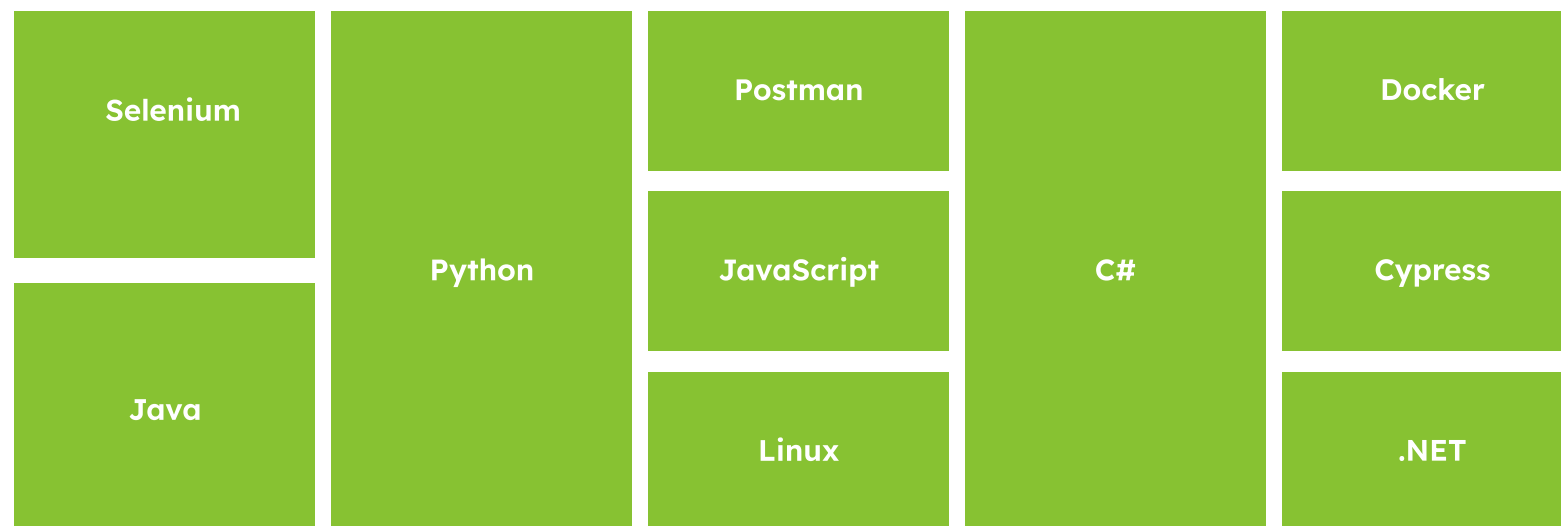 Selenium
Java
Python
Postman
JavaScript
Linux
C#
Docker
Cypress
.NET